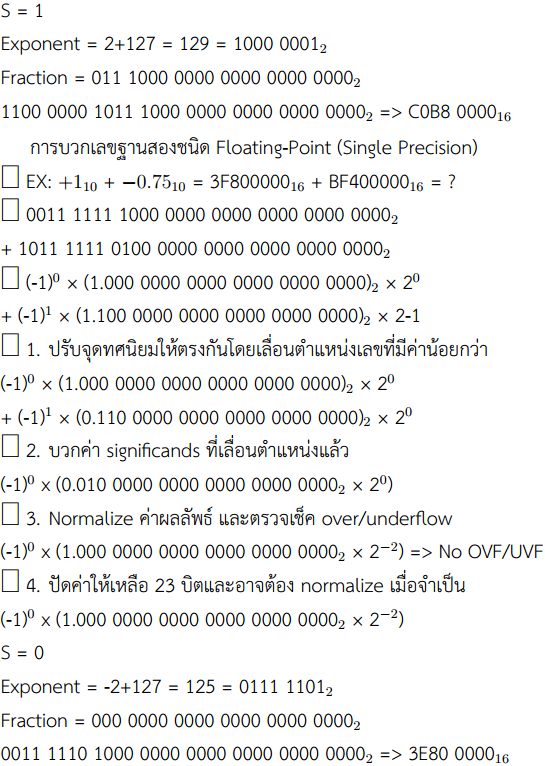 S = 1
Exponent = 2+127 = 129 = 1000 0001₂
Fraction = 011 1000 0000 0000 0000 0000₂
1100 0000 1011 1000 0000 0000 0000 0000₂ => C0B8 0000₁₆
การบวกเลขฐานสองชนิด Floating-Point (Single Precision)
□ EX: +1₁₀ + −0.75₁₀ = 3F800000₁₆ + BF400000₁₆ = ?
□ 0011 1111 1000 0000 0000 0000 0000 0000₂
+ 1011 1111 0100 0000 0000 0000 0000 0000₂
□ (-1)⁰ × (1.000 0000 0000 0000 0000 0000)₂ × 2⁰
+ (-1)¹ × (1.100 0000 0000 0000 0000 0000)₂ × 2-1
□ 1. ปรับจุดทศนิยมให้ตรงกันโดยเลื่อนตำแหน่งเลขที่มีค่าน้อยกว่า
(-1)⁰ × (1.000 0000 0000 0000 0000 0000)₂ × 2⁰
+ (-1)¹ × (0.110 0000 0000 0000 0000 0000)₂ × 2⁰
□ 2. บวกค่า significands ที่เลื่อนตำแหน่งแล้ว
(-1)⁰ × (0.010 0000 0000 0000 0000 0000₂ × 2⁰)
□ 3. Normalize ค่าผลลัพธ์ และตรวจเช็ค over/underflow
(-1)⁰ × (1.000 0000 0000 0000 0000 0000₂ × 2⁻²) => No OVF/UVF
□ 4. ปัดค่าให้เหลือ 23 บิตและอาจต้อง normalize เมื่อจำเป็น
(-1)⁰ × (1.000 0000 0000 0000 0000 0000₂ × 2⁻²)
S = 0
Exponent = -2+127 = 125 = 0111 1101₂
Fraction = 000 0000 0000 0000 0000 0000₂
0011 1110 1000 0000 0000 0000 0000 0000₂ => 3E80 0000₁₆